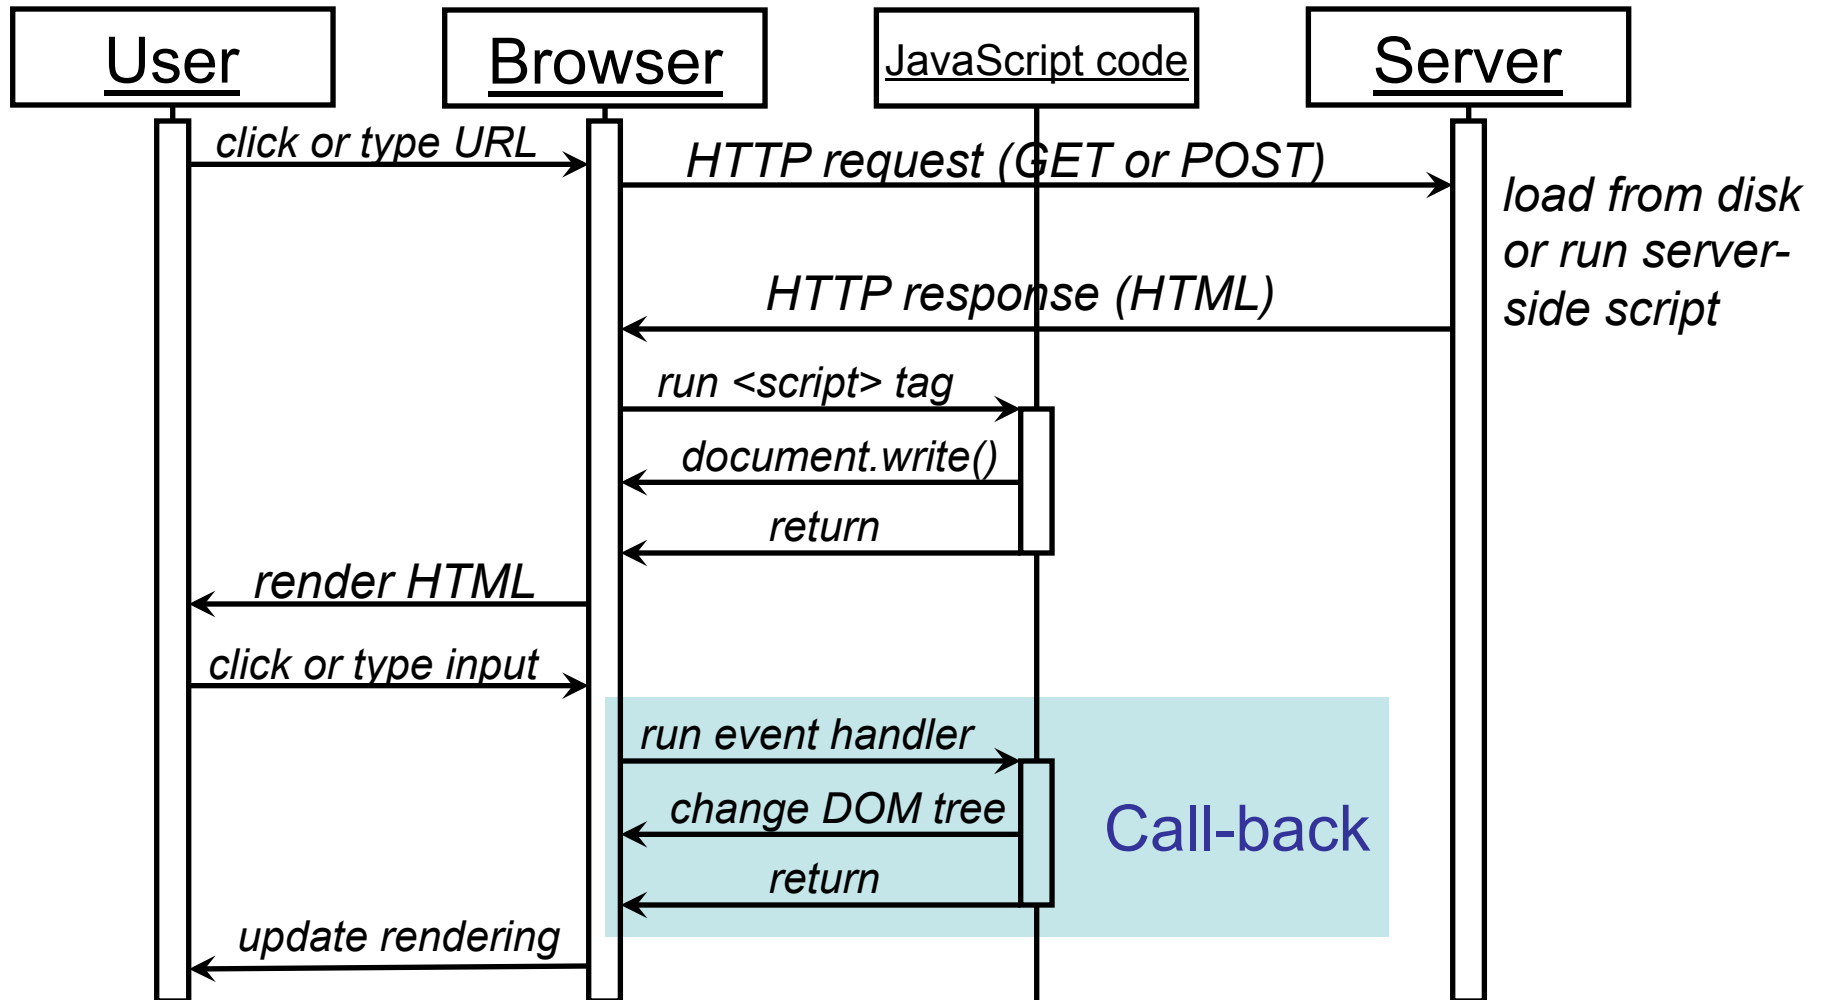 User
Browser
JavaScript code
Server
click or type URL
HTTP request (GET or POST)
load from disk
or run server-
side script
HTTP response (HTML)
run <script> tag
document.write()
return
render HTML
click or type input
run event handler
change DOM tree
Call-back
return
update rendering